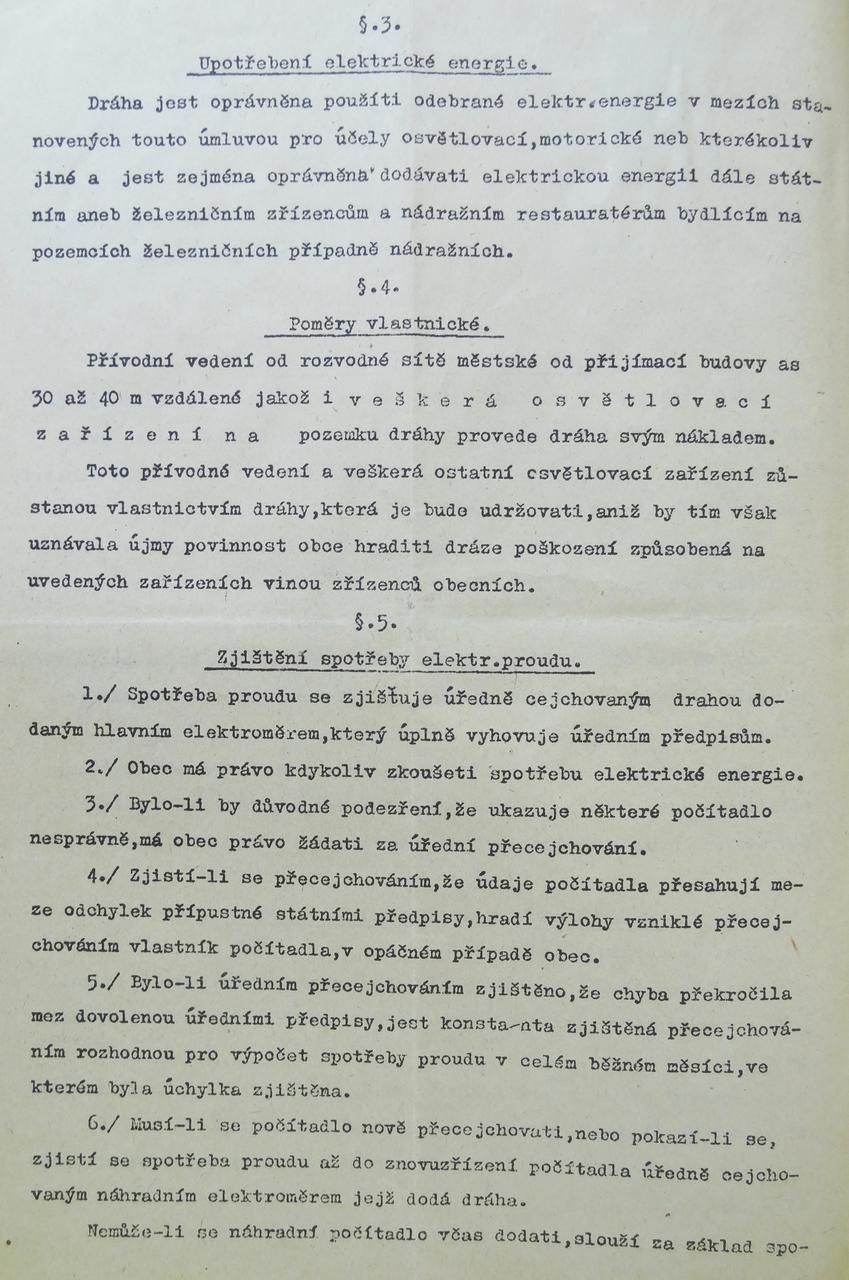 §.3.
Upotřebení elektrické energie.
Dráha jest oprávněna použíti odebrané elektr.energie v mezích sta-
novených touto úmluvou pro účely osvětlovací,motorické neb kterékoliv
jiné a jest zejména oprávněna dodávati elektrickou energii dále stát-
ním aneb železničním zřízencům a nádražním restauratérům bydlícím na
pozemcích železničních případně nádražních.
§.4.
Poměry vlastnické.
Přívodní vedení od rozvodné sítě městské od přijímací budovy as
30 až 40 m vzdálené jakož i v e š k e r á o s v ě t l o v a c í
z a ř í z e n í n a pozemku dráhy provede dráha svým nákladem.
Toto přívodné vedení a veškerá ostatní osvětlovací zařízení zů-
stanou vlastnictvím dráhy,která je bude udržovati,aniž by tím však
uznávala újmy povinnost obce hraditi dráze poškození způsobená na
uvedených zařízeních vinou zřízenců obecních.
§.5.
Zjištění spotřeby elektr.proudu.
1./ Spotřeba proudu se zjišťuje úředně cejchovaným drahou do-
daným hlavním elektroměrem,který úplně vyhovuje úředním předpisům.
2./ Obec má právo kdykoliv zkoušeti spotřebu elektrické energie.
3./ Bylo-li by důvodné podezření,že ukazuje některé počítadlo
nesprávně,má obec právo žádati za úřední přecejchování.
4./ Zjistí-li se přecejchováním,že údaje počítadla přesahují me-
ze odchylek přípustné státními předpisy,hradí výlohy vzniklé přecej-
chováním vlastník počítadla,v opáčném případě obec.
5./ Bylo-li úředním přecejchováním zjištěno,že chyba překročila
mez dovolenou úředními předpisy,jest konsta-nta zjištěná přecejchová-
ním rozhodnou pro výpočet spotřeby proudu v celém běžném měsíci,ve
kterém byla úchylka zjištěna.
6./ Musí-li se počítadlo nově přecejchovati,nebo pokazí-li se,
zjistí se spotřeba proudu až do znovuzřízení počítadla úředně cejcho-
vaným náhradním elektroměrem jejž dodá dráha.
Nemůže-li se náhradní počítadlo včas dodati,slouží za základ spo-